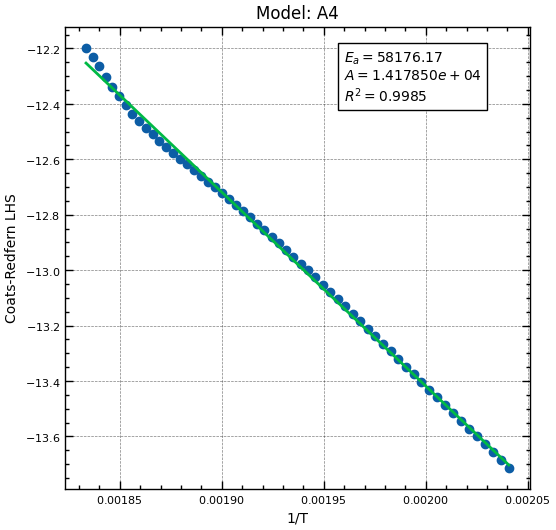 Model: A4
E_a = 58176.17
A = 1.417850e + 04
R² = 0.9985
Coats-Redfern LHS
−12.2
−12.4
−12.6
−12.8
−13.0
−13.2
−13.4
−13.6
0.00185 0.00190 0.00195 0.00200 0.00205
1/T